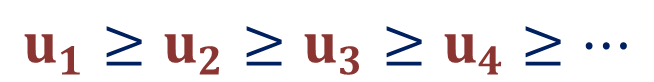 u₁ ≥ u₂ ≥ u₃ ≥ u₄ ≥ ⋯